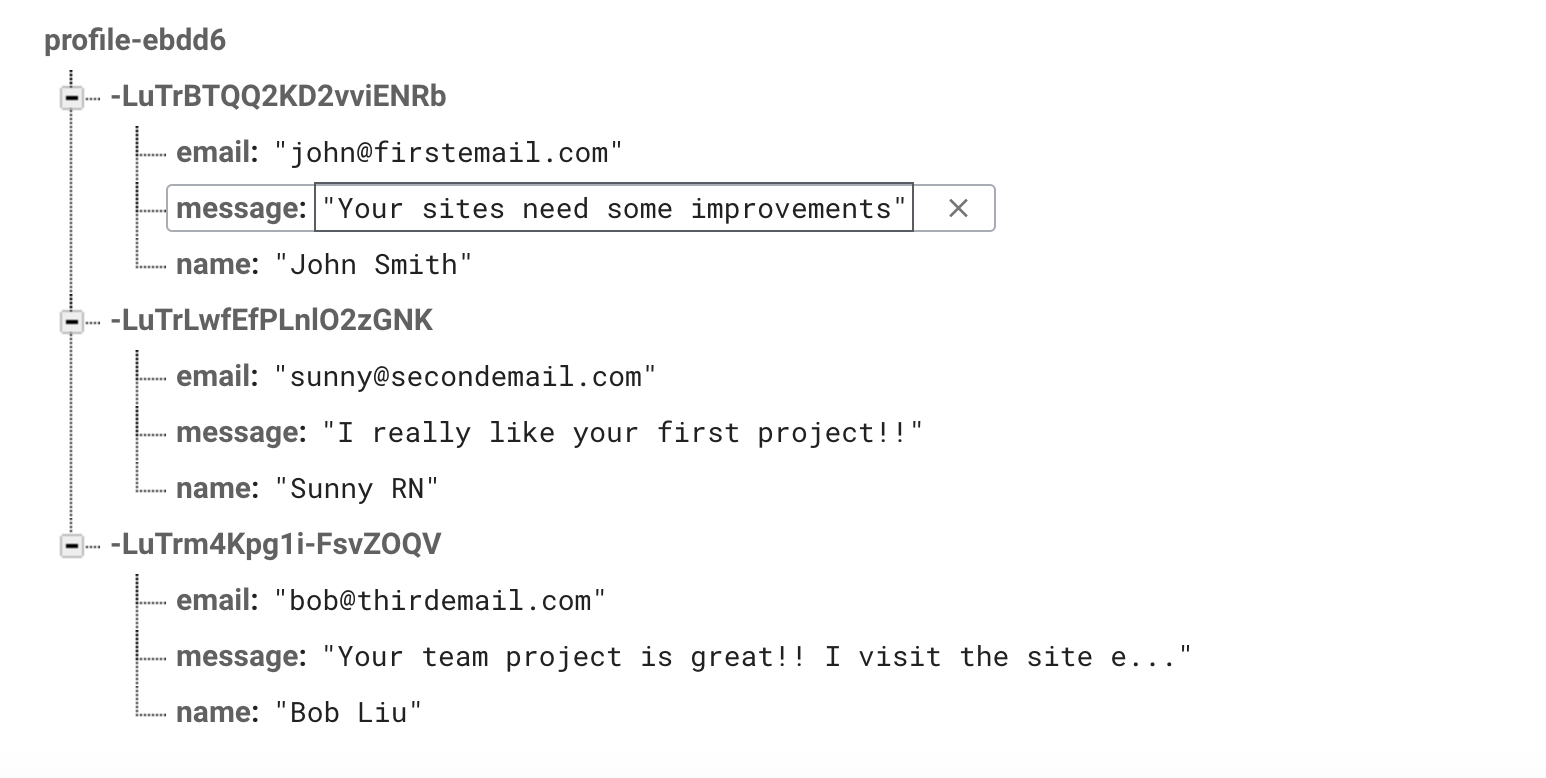 profile-ebdd6
-LuTrBTQQ2KD2vviENRb
email: "john@firstemail.com"
message: "Your sites need some improvements"
name: "John Smith"
-LuTrLwfEfPLnlO2zGNK
email: "sunny@secondemail.com"
message: "I really like your first project!!"
name: "Sunny RN"
-LuTrm4Kpg1i-FsvZOQV
email: "bob@thirdemail.com"
message: "Your team project is great!! I visit the site e..."
name: "Bob Liu"